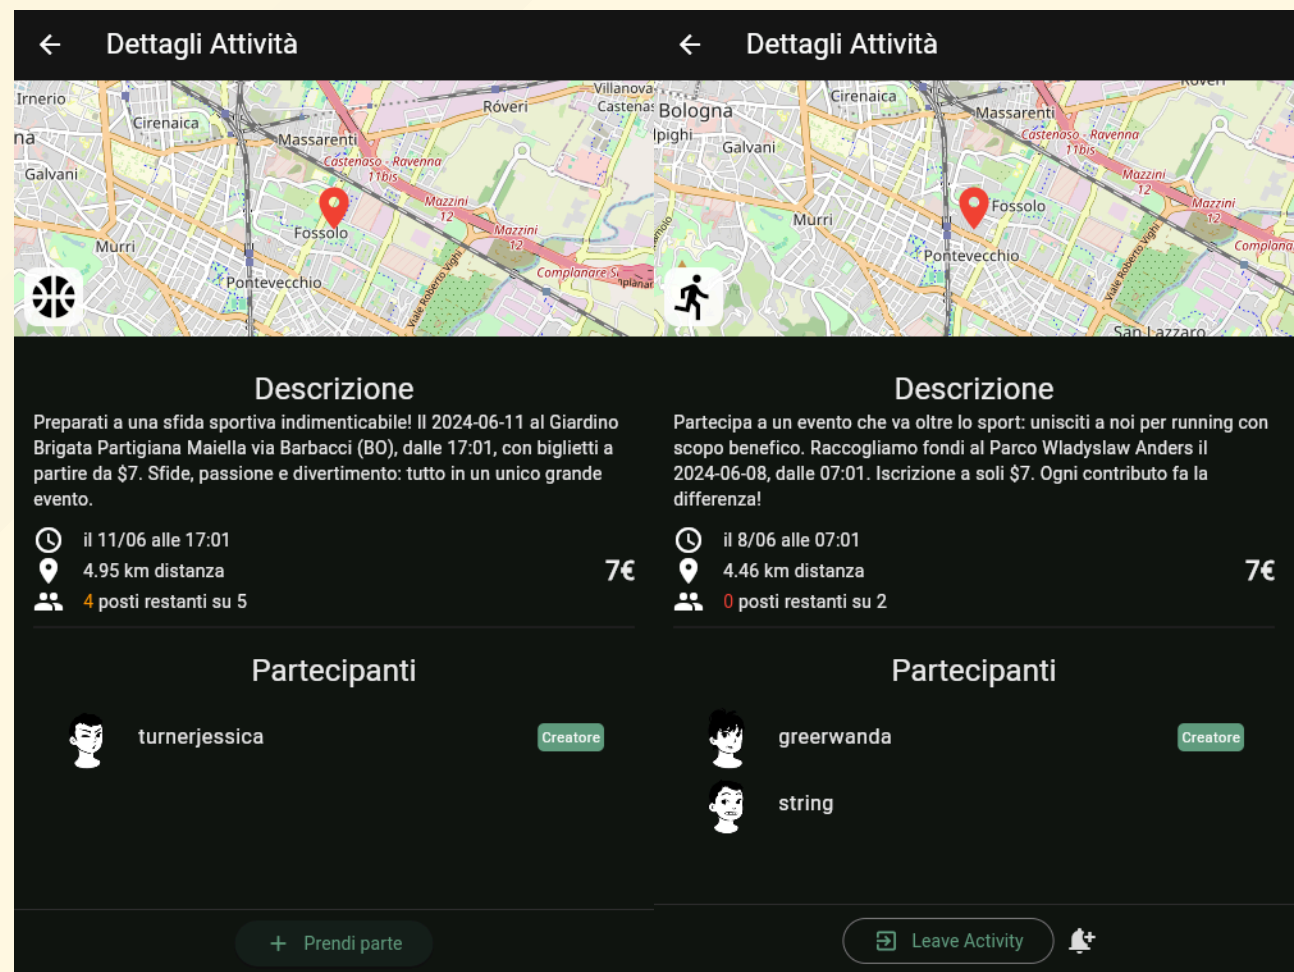 Dettagli Attività
Irnerio
Cirenaica
na
Galvani
Massarenti
Róveri
Villanova
Castenas
Castenaso - Ravenna
11bis
Mazzini
12
Mazzini
12
Fossolo
Murri
Pontevecchio
Viale Roberto Vighi
Complanare S
Descrizione
Preparati a una sfida sportiva indimenticabile! Il 2024-06-11 al Giardino
Brigata Partigiana Maiella via Barbacci (BO), dalle 17:01, con biglietti a
partire da $7. Sfide, passione e divertimento: tutto in un unico grande
evento.
il 11/06 alle 17:01
4.95 km distanza
7€
4 posti restanti su 5
Partecipanti
turnerjessica
Creatore
+ Prendi parte
Dettagli Attività
Róveri
Bologna
lpighi
Galvani
Cirenaica
Massarenti
Castenaso - Ravenna
11bis
Mazzini
12
Mazzini
12
Fossolo
Murri
Pontevecchio
Viale Roberto Vighi
Complana
San Lazzaro
Descrizione
Partecipa a un evento che va oltre lo sport: unisciti a noi per running con
scopo benefico. Raccogliamo fondi al Parco Wladyslaw Anders il
2024-06-08, dalle 07:01. Iscrizione a soli $7. Ogni contributo fa la
differenza!
il 8/06 alle 07:01
4.46 km distanza
7€
0 posti restanti su 2
Partecipanti
greerwanda
Creatore
string
Leave Activity